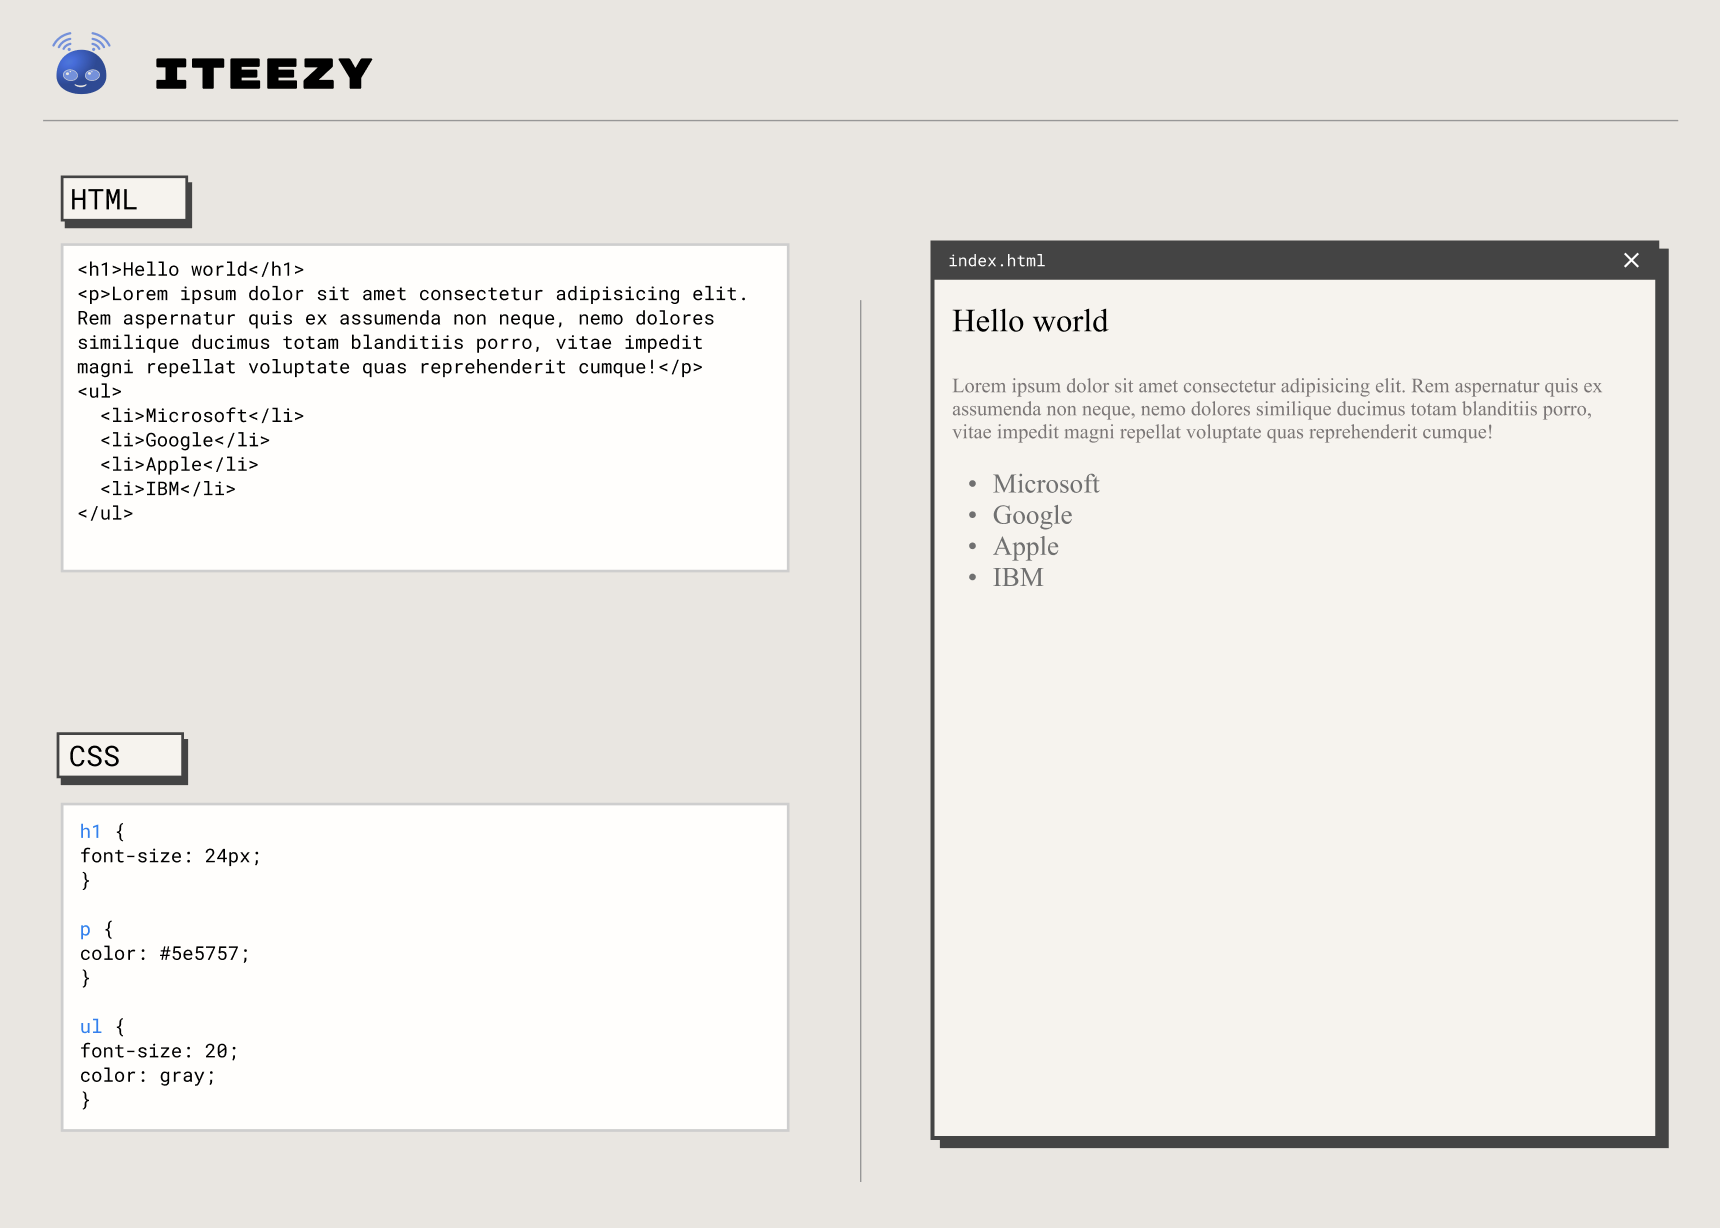 ITEEZY
HTML
<h1>Hello world</h1>
<p>Lorem ipsum dolor sit amet consectetur adipisicing elit.
Rem aspernatur quis ex assumenda non neque, nemo dolores
similique ducimus totam blanditiis porro, vitae impedit
magni repellat voluptate quas reprehenderit cumque!</p>
<ul>
  <li>Microsoft</li>
  <li>Google</li>
  <li>Apple</li>
  <li>IBM</li>
</ul>
CSS
h1 {
font-size: 24px;
}
p {
color: #5e5757;
}
ul {
font-size: 20;
color: gray;
}
index.html
Hello world
Lorem ipsum dolor sit amet consectetur adipisicing elit. Rem aspernatur quis ex
assumenda non neque, nemo dolores similique ducimus totam blanditiis porro,
vitae impedit magni repellat voluptate quas reprehenderit cumque!
• Microsoft
• Google
• Apple
• IBM